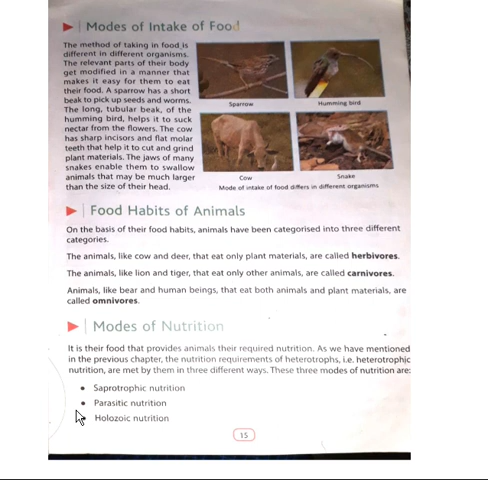 Modes of Intake of Food
The method of taking in food is
different in different organisms.
The relevant parts of their body
get modified in a manner that
makes it easy for them to eat
their food. A sparrow has a short
beak to pick up seeds and worms.
The long, tubular beak, of the
humming bird, helps it to suck
nectar from the flowers. The cow
has sharp incisors and flat molar
teeth that help it to cut and grind
plant materials. The jaws of many
snakes enable them to swallow
animals that may be much larger
than the size of their head.
Sparrow
Humming bird
Cow
Snake
Mode of intake of food differs in different organisms
Food Habits of Animals
On the basis of their food habits, animals have been categorised into three different
categories.
The animals, like cow and deer, that eat only plant materials, are called herbivores.
The animals, like lion and tiger, that eat only other animals, are called carnivores.
Animals, like bear and human beings, that eat both animals and plant materials, are
called omnivores.
Modes of Nutrition
It is their food that provides animals their required nutrition. As we have mentioned
in the previous chapter, the nutrition requirements of heterotrophs, i.e. heterotrophic
nutrition, are met by them in three different ways. These three modes of nutrition are:
• Saprotrophic nutrition
• Parasitic nutrition
• Holozoic nutrition
15